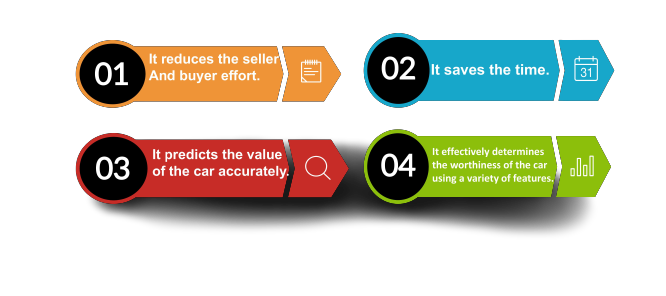 01
It reduces the seller
And buyer effort.
02
It saves the time.
31
03
It predicts the value
of the car accurately.
04
It effectively determines
the worthiness of the car
using a variety of features.